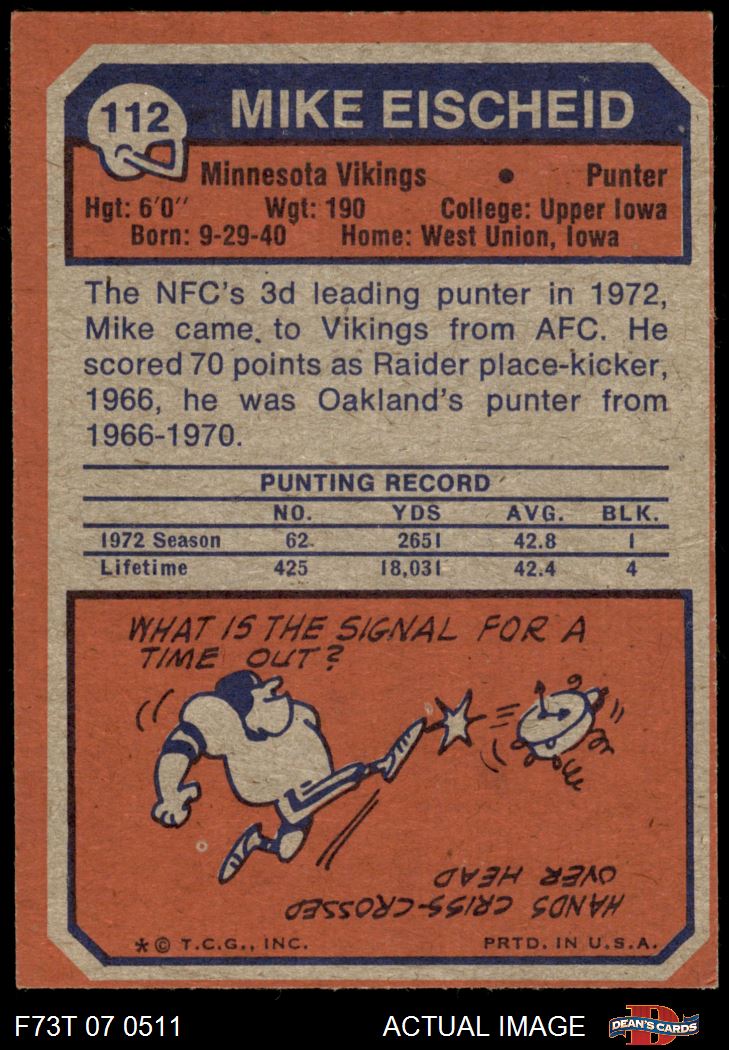 112
MIKE EISCHEID
Minnesota Vikings • Punter
Hgt: 6'0" Wgt: 190 College: Upper Iowa
Born: 9-29-40 Home: West Union, Iowa
The NFC's 3d leading punter in 1972,
Mike came to Vikings from AFC. He
scored 70 points as Raider place-kicker,
1966, he was Oakland's punter from
1966-1970.
PUNTING RECORD
NO. YDS AVG. BLK.
1972 Season 62 2651 42.8 1
Lifetime 425 18,031 42.4 4
WHAT IS THE SIGNAL FOR A
TIME OUT?
HANDS CRISS-CROSSED
OVER HEAD
*© T.C.G., INC. PRTD. IN U.S.A.
F73T 07 0511 ACTUAL IMAGE
D
DEAN'S CARDS